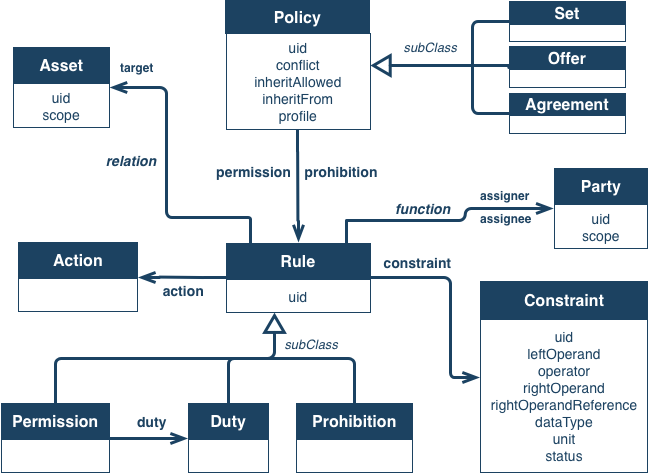 Policy
uid
conflict
inheritAllowed
inheritFrom
profile
subClass
Set
Offer
Agreement
Asset
uid
scope
target
relation
permission
prohibition
function
assigner
assignee
Party
uid
scope
Action
action
Rule
uid
constraint
Constraint
uid
leftOperand
operator
rightOperand
rightOperandReference
dataType
unit
status
subClass
Permission
duty
Duty
Prohibition